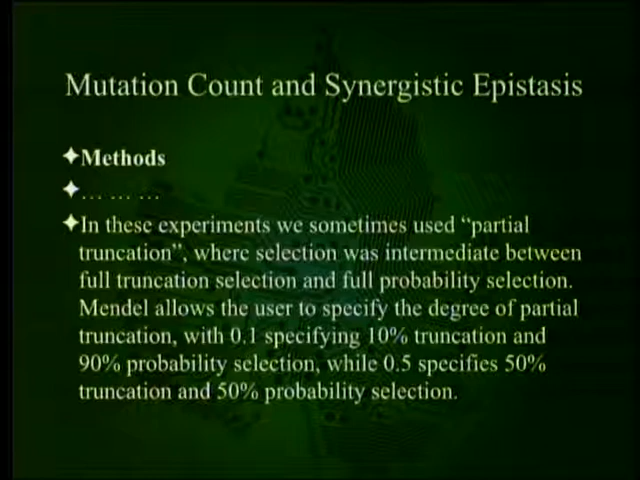 Mutation Count and Synergistic Epistasis
Methods
… … …
In these experiments we sometimes used “partial
truncation”, where selection was intermediate between
full truncation selection and full probability selection.
Mendel allows the user to specify the degree of partial
truncation, with 0.1 specifying 10% truncation and
90% probability selection, while 0.5 specifies 50%
truncation and 50% probability selection.